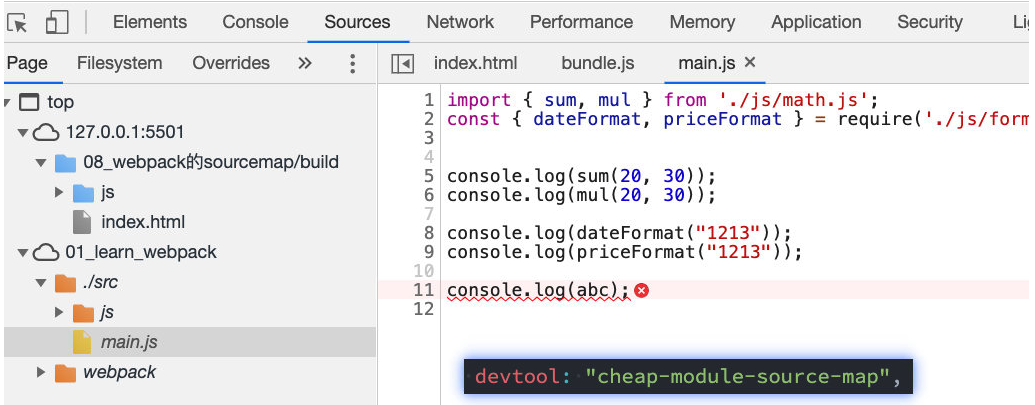 Elements Console Sources Network Performance Memory Application Security Li
Page Filesystem Overrides » index.html bundle.js main.js ×
top
127.0.0.1:5501
08_webpack的sourcemap/build
js
index.html
01_learn_webpack
./src
js
main.js
webpack
1 import { sum, mul } from './js/math.js';
2 const { dateFormat, priceFormat } = require('./js/form
3
4
5 console.log(sum(20, 30));
6 console.log(mul(20, 30));
7
8 console.log(dateFormat("1213"));
9 console.log(priceFormat("1213"));
10
11 console.log(abc);
12
devtool: "cheap-module-source-map",